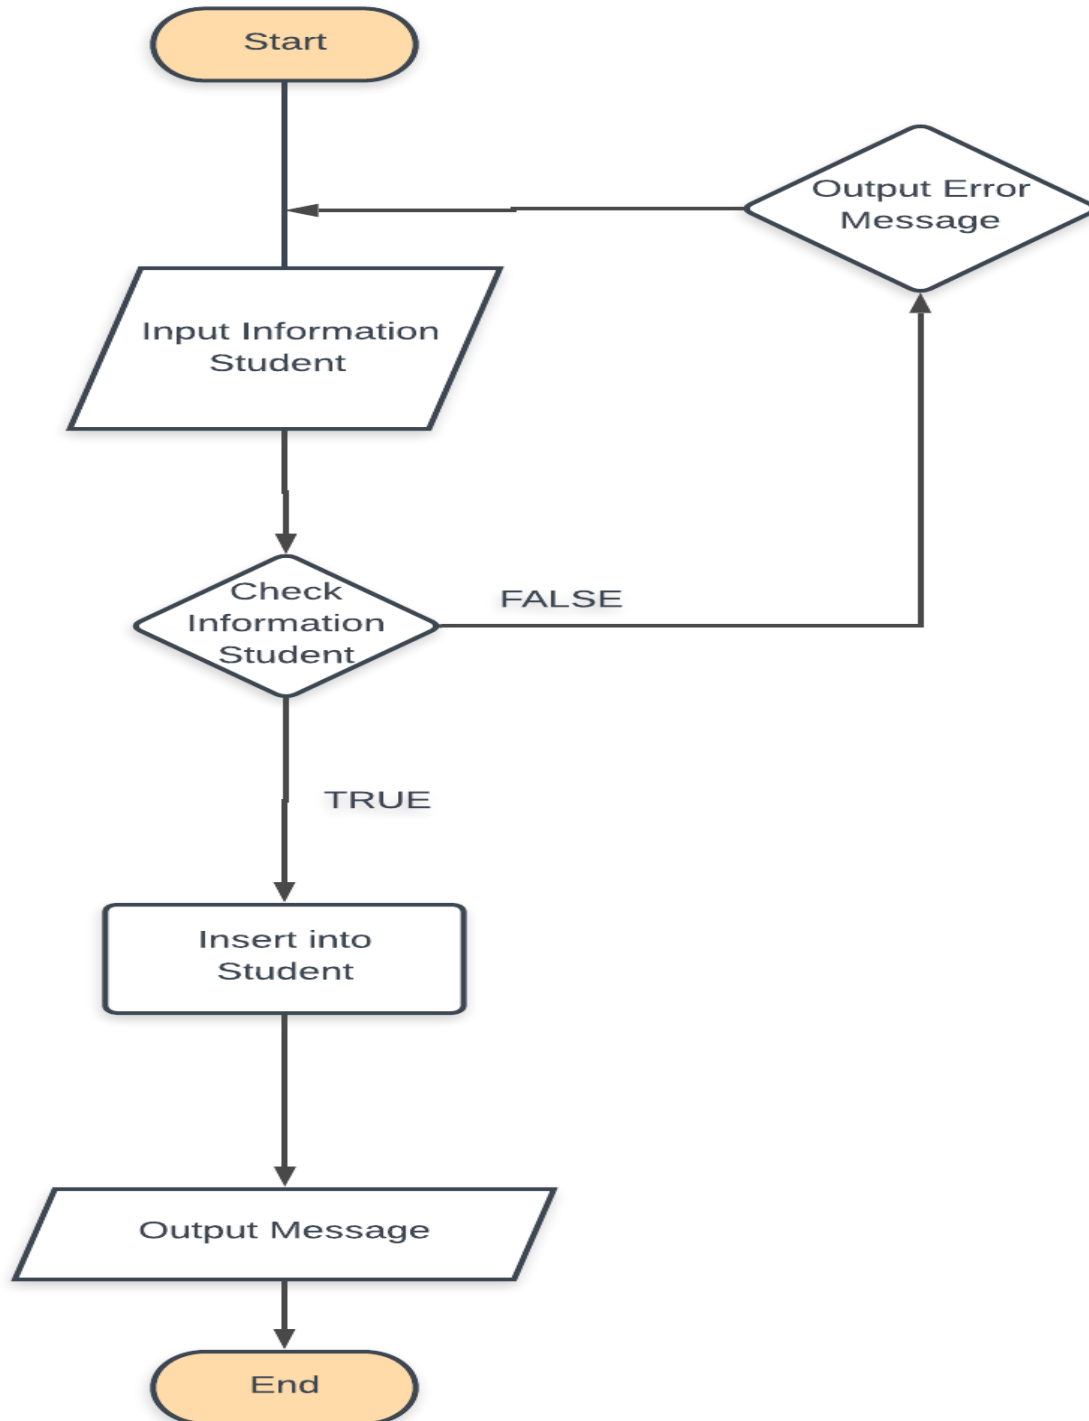 Start
Output Error
Message
Input Information
Student
Check
Information
Student
FALSE
TRUE
Insert into
Student
Output Message
End